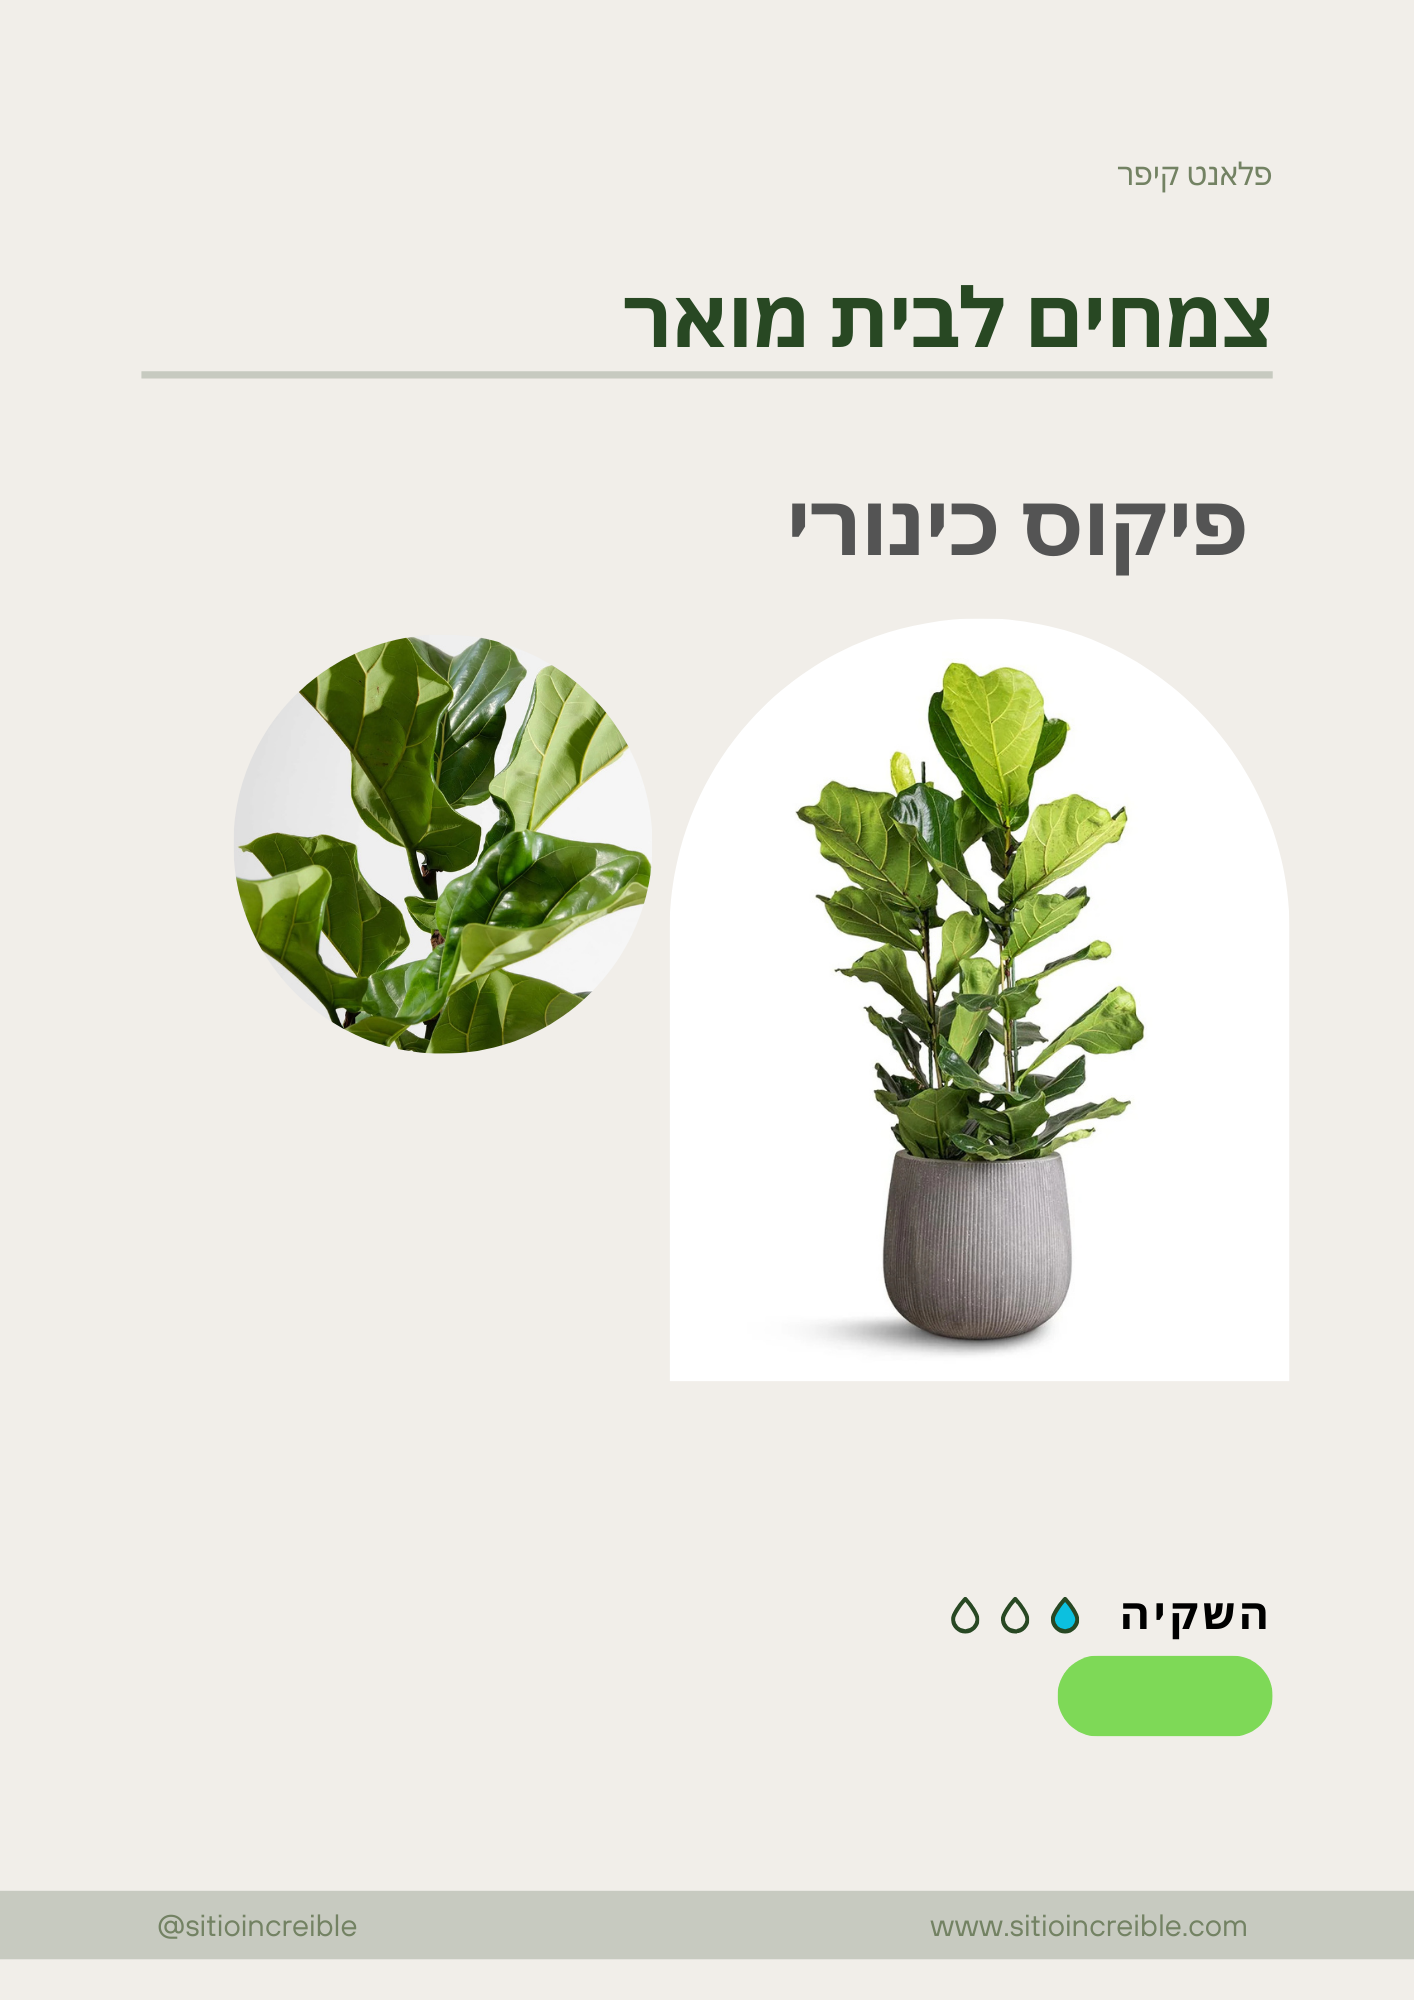 פלאנט קיפר
צמחים לבית מואר
פיקוס כינורי
השקיה
@sitioincreible
www.sitioincreible.com